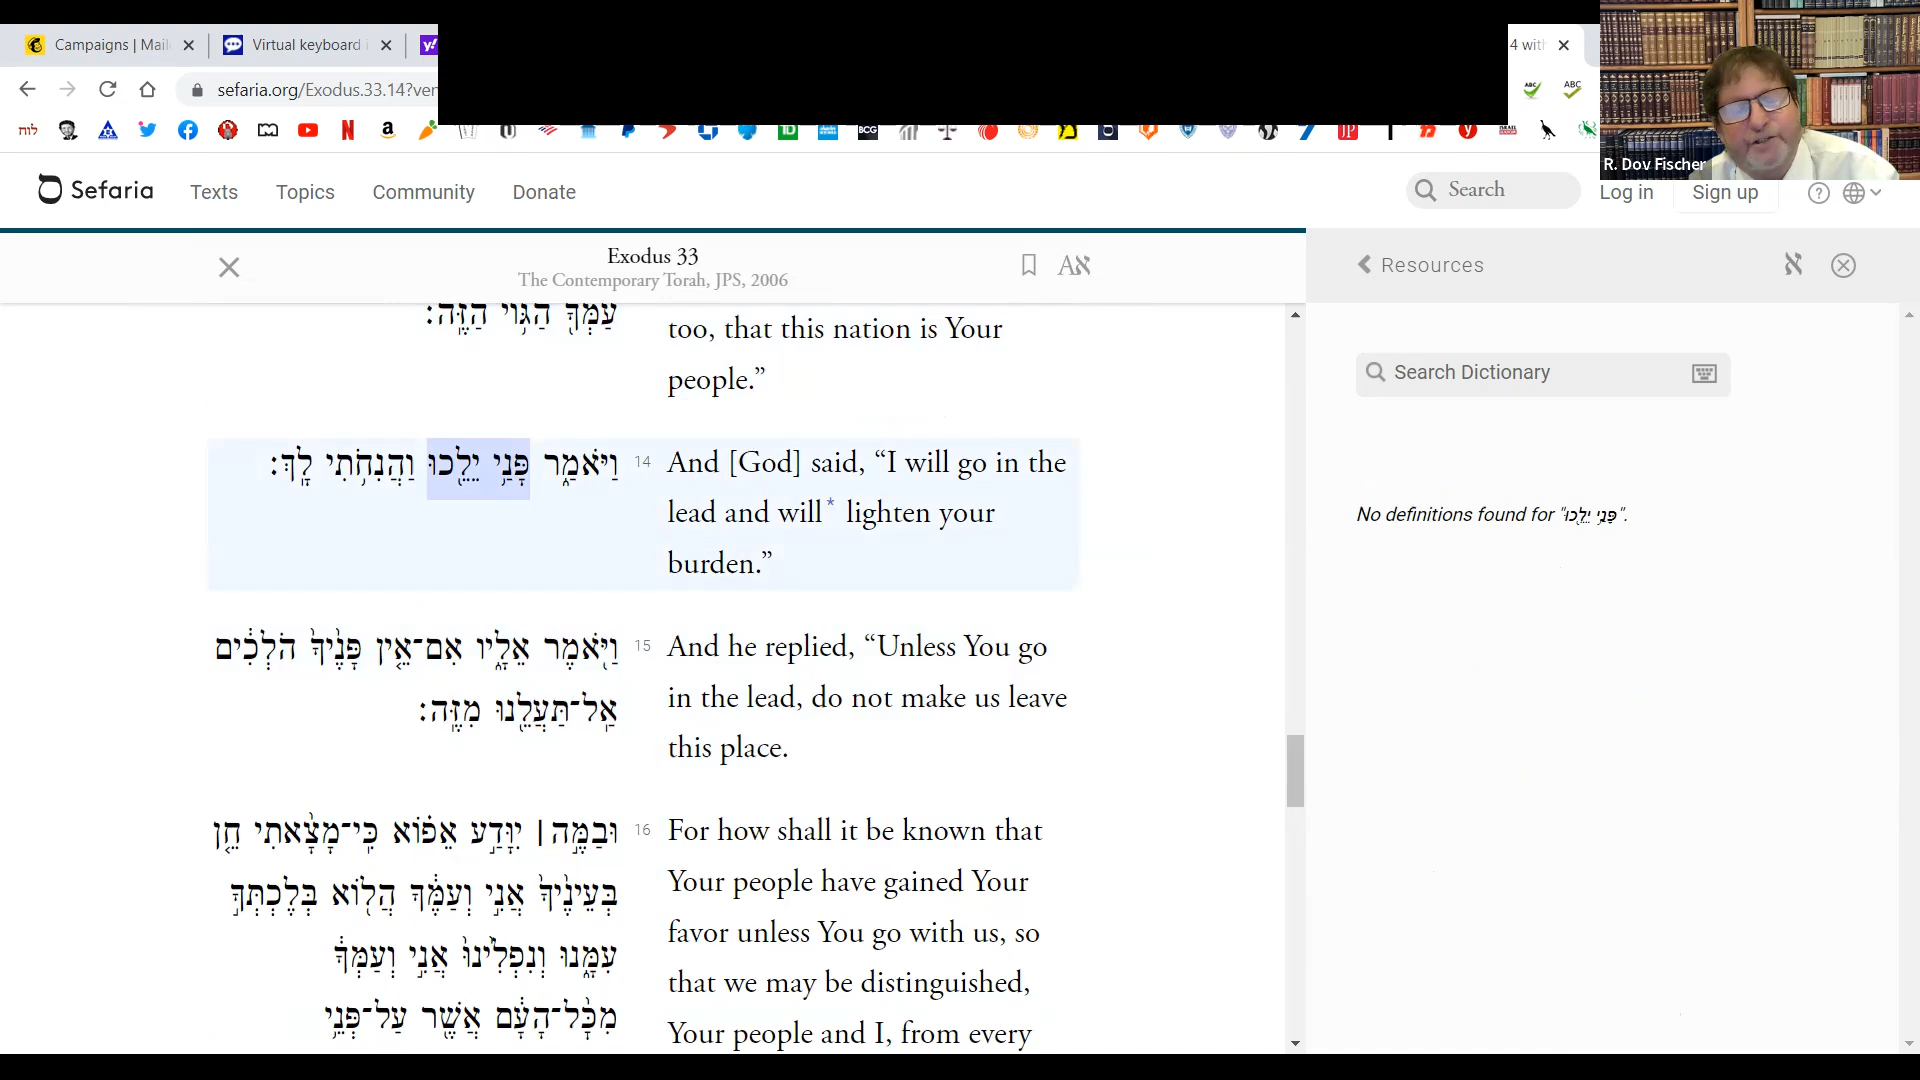 Campaigns | Mail
Virtual keyboard
4 with
sefaria.org/Exodus.33.14?ver
R. Dov Fischer
Sefaria
Texts
Topics
Community
Donate
Search
Log in
Sign up
Exodus 33
The Contemporary Torah, JPS, 2006
Resources
Search Dictionary
No definitions found for "פָּנַ֥י יֵלֵ֖כוּ".
עַמְּךָ֖ הַגּ֥וֹי הַזֶּֽה׃
too, that this nation is Your
people.”
וַיֹּאמַ֑ר פָּנַ֥י יֵלֵ֖כוּ וַהֲנִחֹ֥תִי לָֽךְ׃
14
And [God] said, “I will go in the
lead and will* lighten your
burden.”
וַיֹּ֖אמֶר אֵלָ֑יו אִם־אֵ֤ין פָּנֶ֙יךָ֙ הֹלְכִ֔ים
אַֽל־תַּעֲלֵ֖נוּ מִזֶּֽה׃
15
And he replied, “Unless You go
in the lead, do not make us leave
this place.
וּבַמֶּ֣ה׀ יִוָּדַ֣ע אֵפ֗וֹא כִּֽי־מָצָ֨אתִי חֵ֤ן
בְּעֵינֶ֙יךָ֙ אֲנִ֣י וְעַמֶּ֔ךָ הֲל֖וֹא בְּלֶכְתְּךָ֣
עִמָּ֑נוּ וְנִפְלִ֙ינוּ֙ אֲנִ֣י וְעַמְּךָ֔
מִכׇּ֨ל־הָעָ֔ם אֲשֶׁ֖ר עַל־פְּנֵ֥י
16
For how shall it be known that
Your people have gained Your
favor unless You go with us, so
that we may be distinguished,
Your people and I, from every